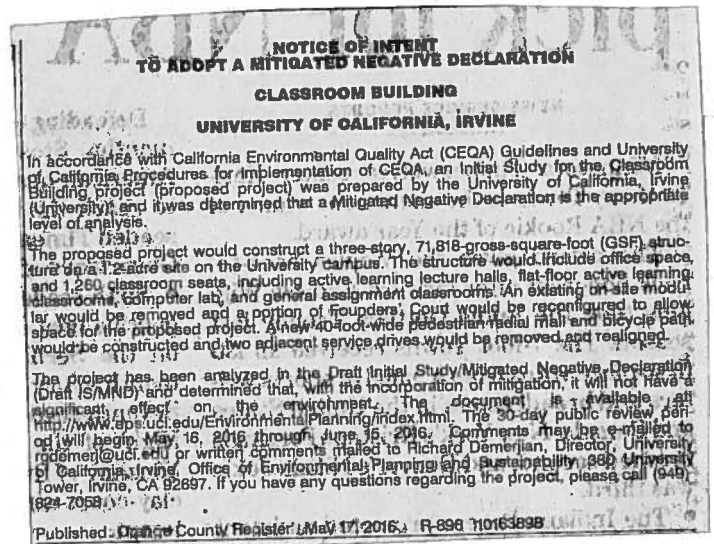 NOTICE OF INTENT
TO ADOPT A MITIGATED NEGATIVE DECLARATION
CLASSROOM BUILDING
UNIVERSITY OF CALIFORNIA, IRVINE
In accordance with California Environmental Quality Act (CEQA) Guidelines and University
of California Procedures for Implementation of CEQA, an Initial Study for the Classroom
Building project (proposed project) was prepared by the University of California, Irvine
(University) and it was determined that a Mitigated Negative Declaration is the appropriate
level of analysis.
The proposed project would construct a three-story, 71,818-gross-square-foot (GSF) struc-
ture on a 1.2-acre site on the University campus. The structure would include office space,
and 1,260 classroom seats, including active learning lecture halls, flat-floor active learning
classrooms, computer lab, and general assignment classrooms. An existing on-site modu-
lar would be removed and a portion of Founders' Court would be reconfigured to allow
space for the proposed project. A new 40-foot-wide pedestrian radial mall and bicycle path
would be constructed and two adjacent service drives would be removed and realigned.
The project has been analyzed in the Draft Initial Study/Mitigated Negative Declaration
(Draft IS/MND) and determined that, with the incorporation of mitigation, it will not have a
significant effect on the environment. The document is available at:
http://www.eps.uci.edu/EnvironmentalPlanning/index.html. The 30-day public review peri-
od will begin May 16, 2016 through June 15, 2016. Comments may be e-mailed to
rgdemerj@uci.edu or written comments mailed to Richard Demerjian, Director, University
of California, Irvine, Office of Environmental Planning and Sustainability, 380 University
Tower, Irvine, CA 92697. If you have any questions regarding the project, please call (949)
824-7058.
Published: Orange County Register May 17, 2016 R-896 10163898